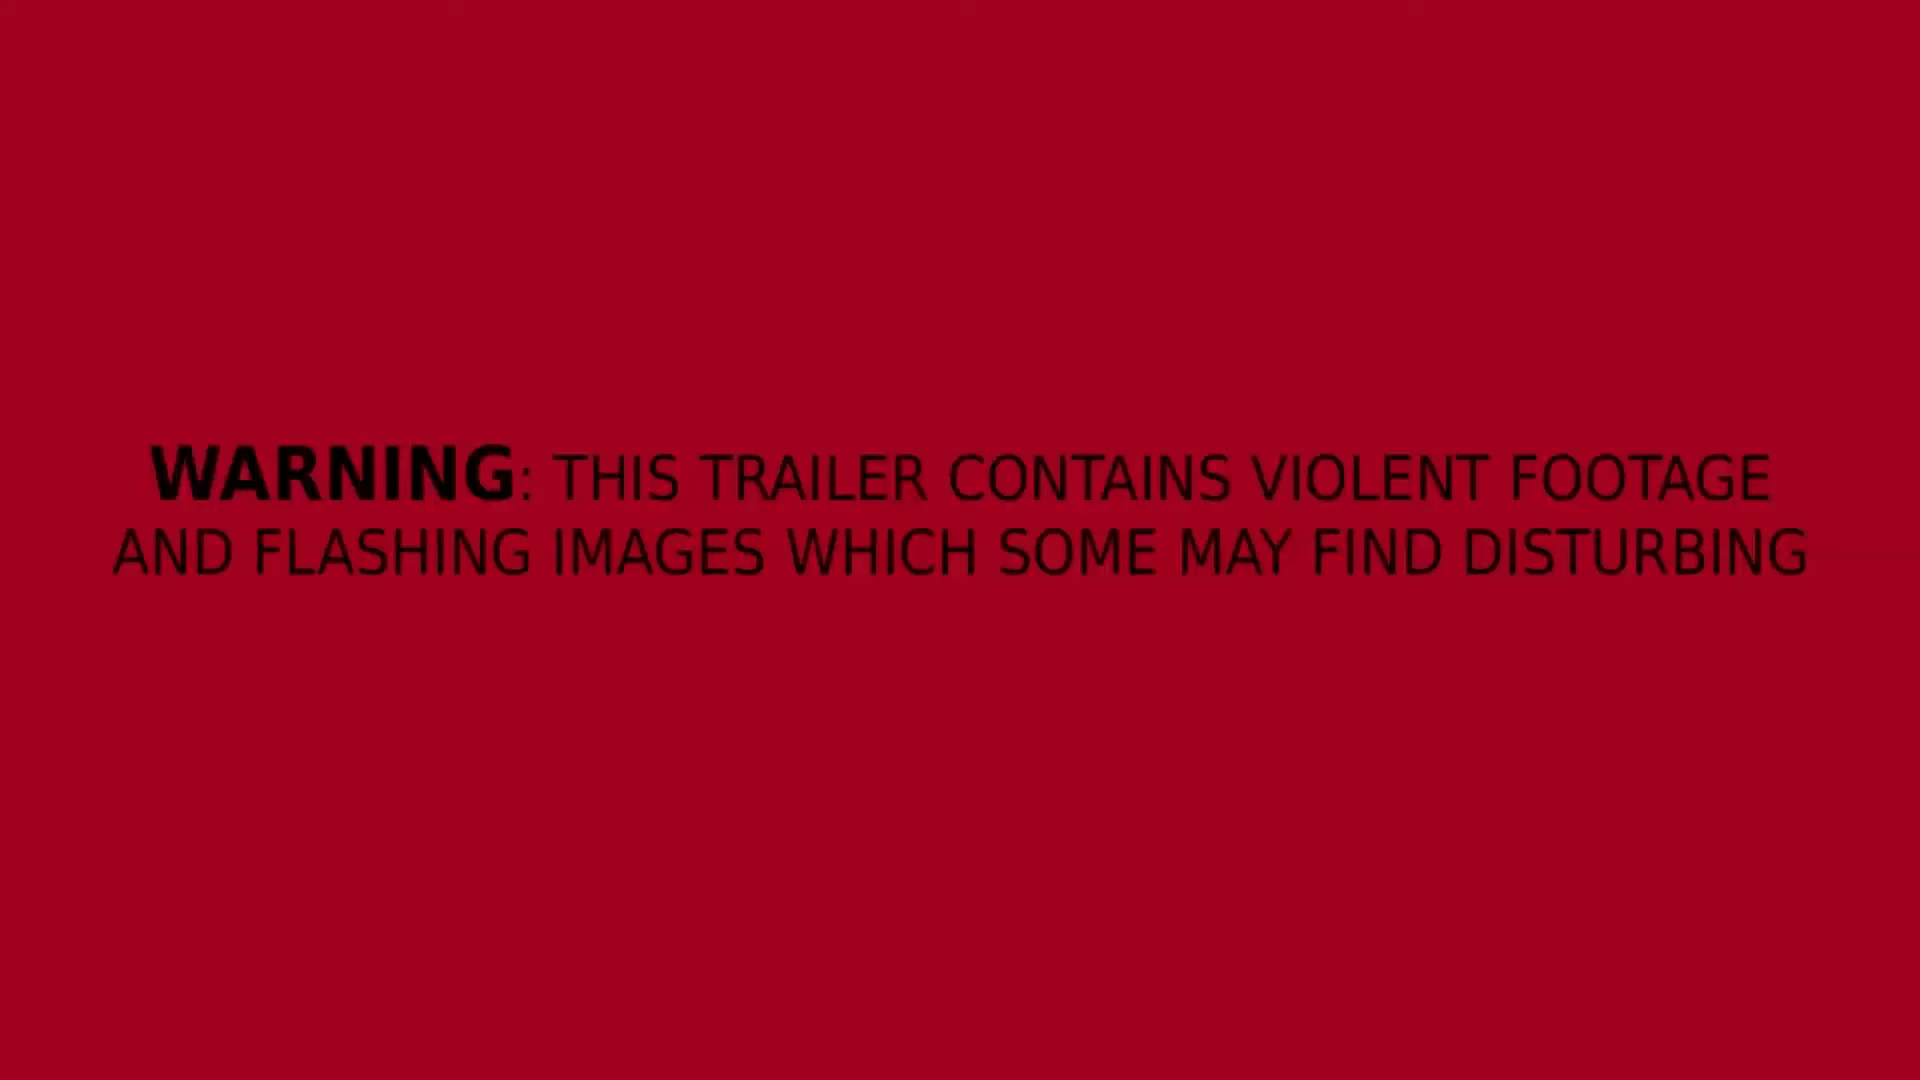 WARNING: THIS TRAILER CONTAINS VIOLENT FOOTAGE
AND FLASHING IMAGES WHICH SOME MAY FIND DISTURBING